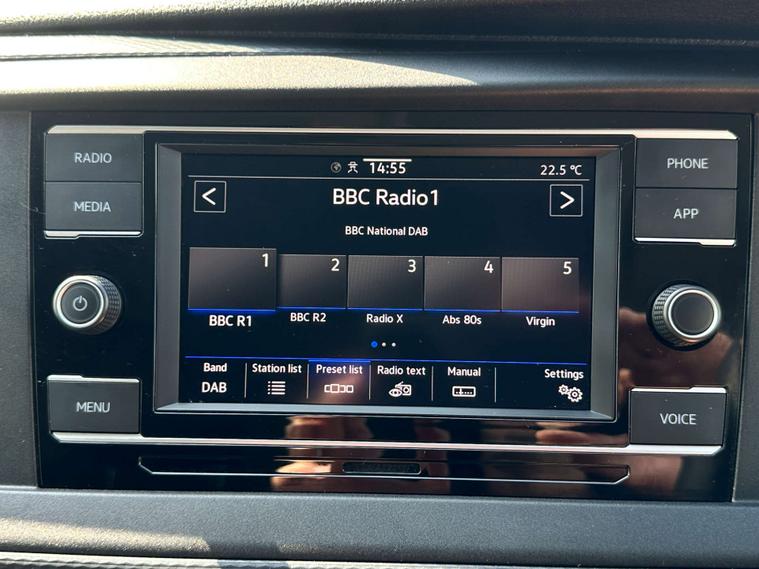 RADIO
MEDIA
MENU
PHONE
APP
VOICE
14:55
22.5 °C
< BBC Radio1 >
BBC National DAB
1 2 3 4 5
BBC R1 BBC R2 Radio X Abs 80s Virgin
Band Station list Preset list Radio text Manual Settings
DAB